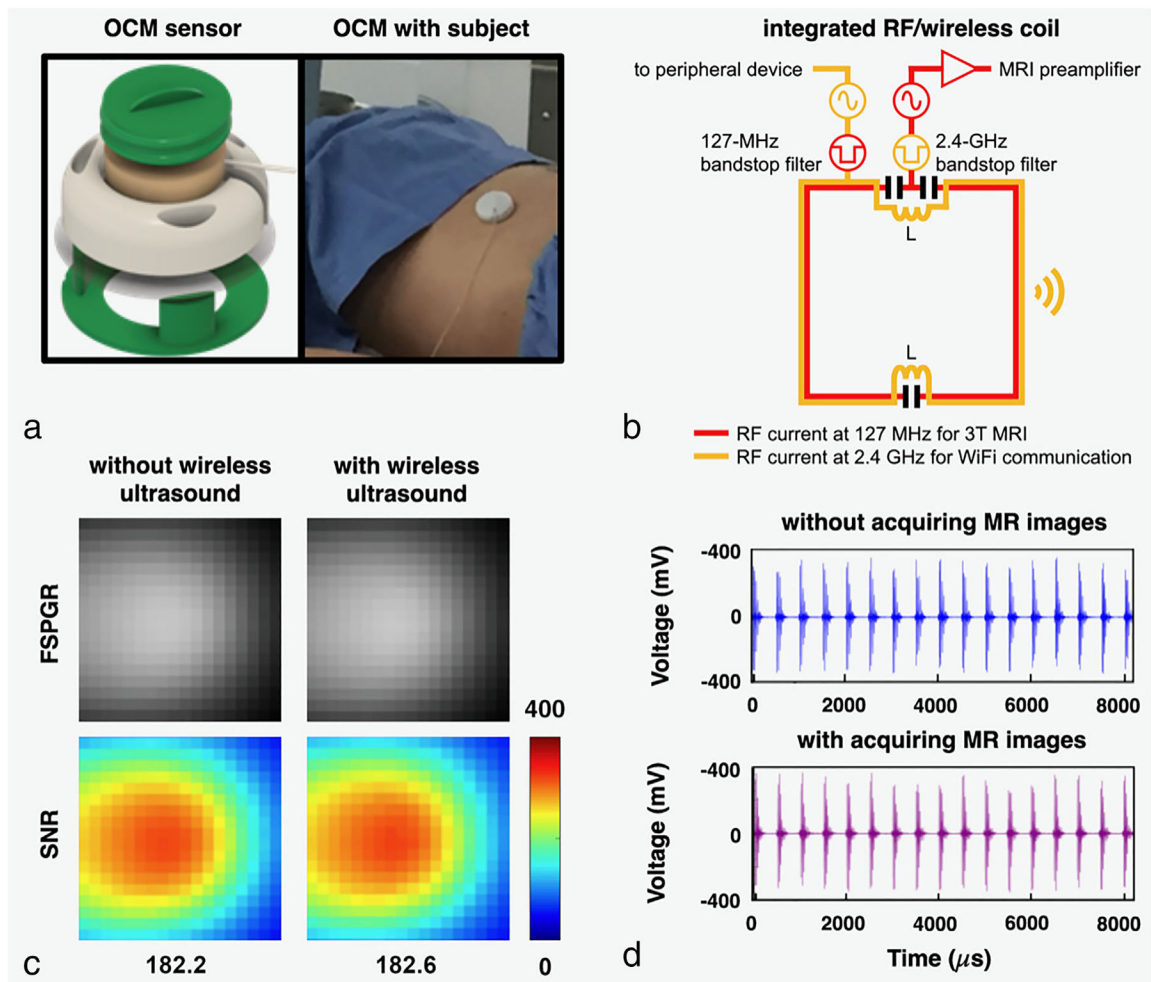 OCM sensor
OCM with subject
a
integrated RF/wireless coil
to peripheral device
MRI preamplifier
127-MHz
bandstop filter
2.4-GHz
bandstop filter
L
L
RF current at 127 MHz for 3T MRI
RF current at 2.4 GHz for WiFi communication
b
without wireless
ultrasound
with wireless
ultrasound
FSPGR
SNR
400
0
182.2
182.6
c
without acquiring MR images
Voltage (mV)
-400
0
-400
0
2000
4000
6000
8000
with acquiring MR images
Voltage (mV)
-400
0
-400
0
2000
4000
6000
8000
Time (μs)
d